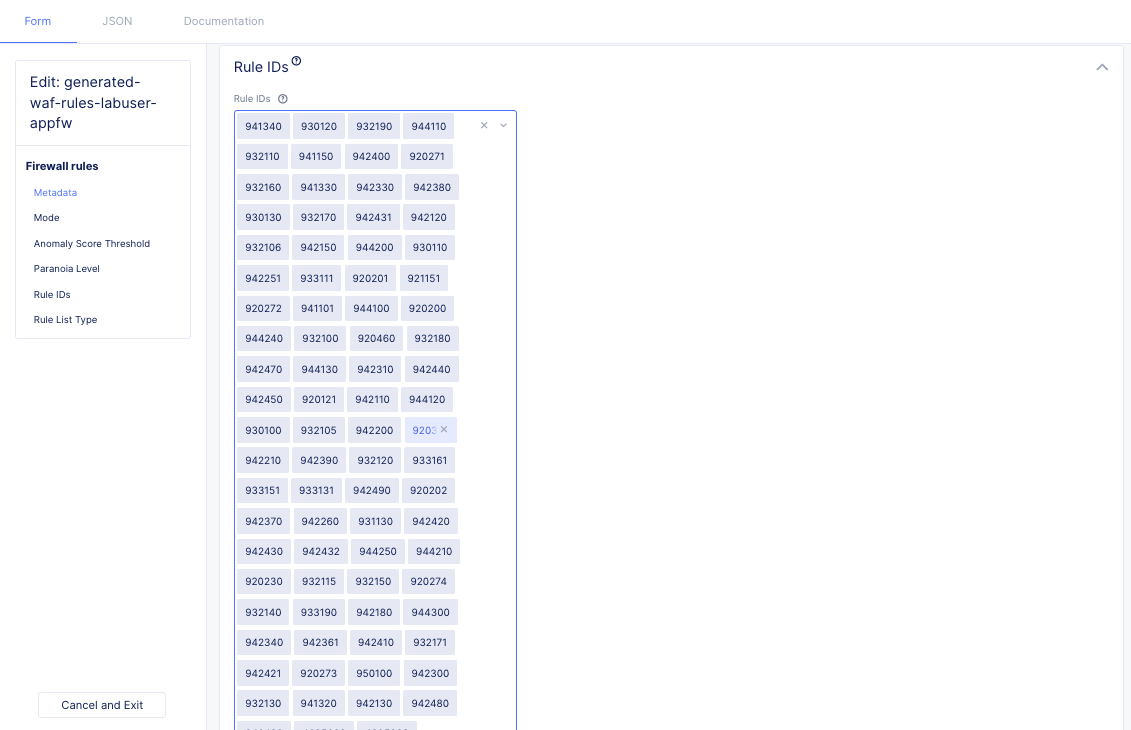 Form JSON Documentation
Edit: generated-
waf-rules-labuser-
appfw
Firewall rules
Metadata
Mode
Anomaly Score Threshold
Paranoia Level
Rule IDs
Rule List Type
Cancel and Exit
Rule IDs
Rule IDs
941340 930120 932190 944110
932110 941150 942400 920271
932160 941330 942330 942380
930130 932170 942431 942120
932106 942150 944200 930110
942251 933111 920201 921151
920272 941101 944100 920200
944240 932100 920460 932180
942470 944130 942310 942440
942450 920121 942110 944120
930100 932105 942200
942210 942390 932120 933161
933151 933131 942490 920202
942370 942260 931130 942420
942430 942432 944250 944210
920230 932115 932150 920274
932140 933190 942180 944300
942340 942361 942410 932171
942421 920273 950100 942300
932130 941320 942130 942480